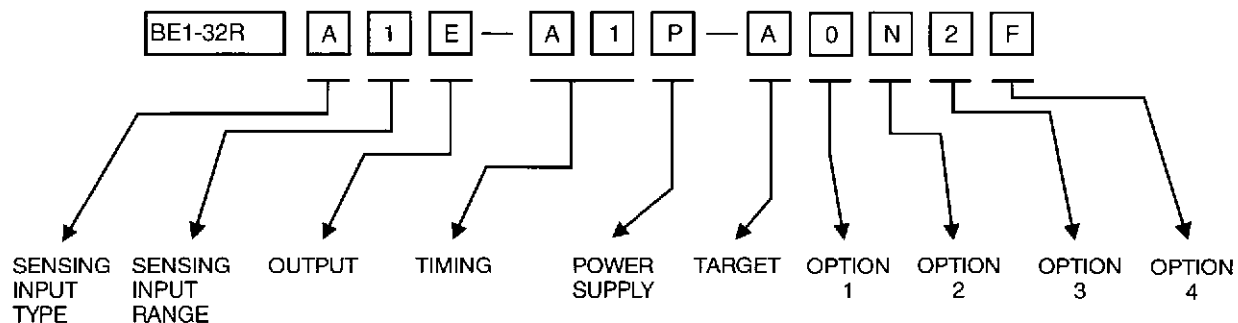 BE1-32R A 1 E — A 1 P — A 0 N 2 F
SENSING INPUT TYPE
SENSING INPUT RANGE
OUTPUT
TIMING
POWER SUPPLY
TARGET
OPTION 1
OPTION 2
OPTION 3
OPTION 4